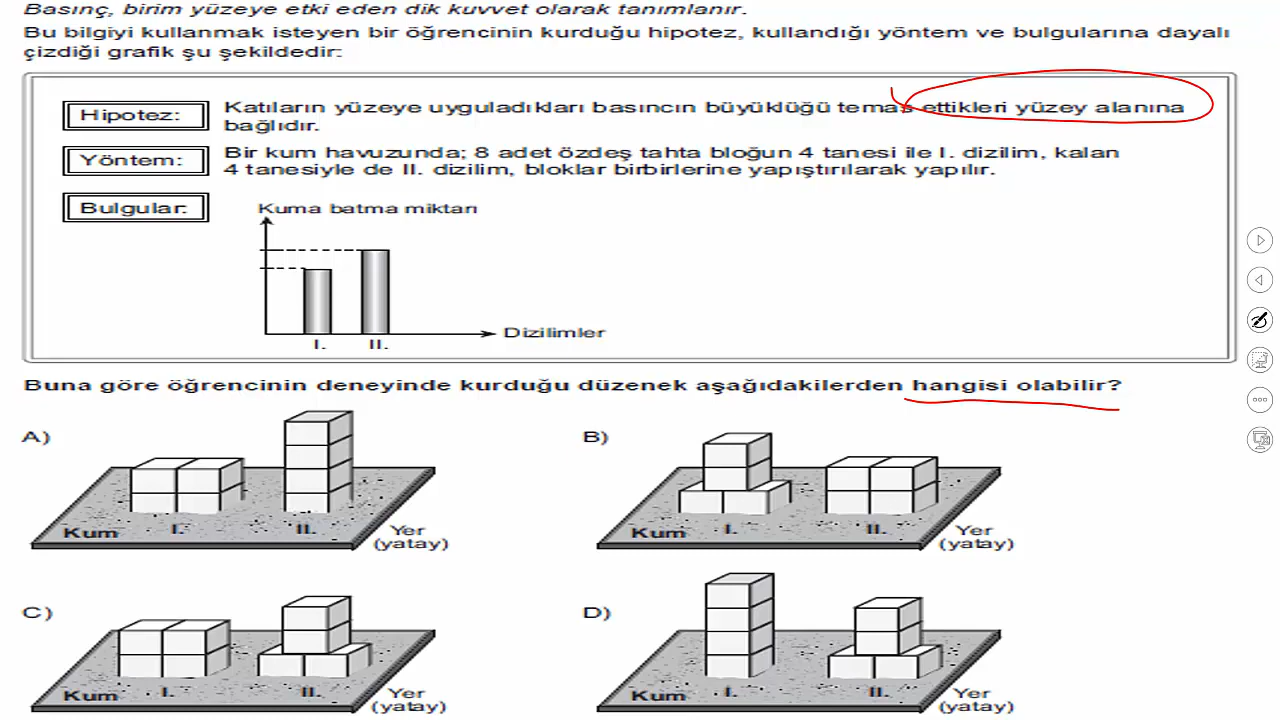 Basınç, birim yüzeye etki eden dik kuvvet olarak tanımlanır.
Bu bilgiyi kullanmak isteyen bir öğrencinin kurduğu hipotez, kullandığı yöntem ve bulgularına dayalı
çizdiği grafik şu şekildedir:
Hipotez: Katıların yüzeye uyguladıkları basıncın büyüklüğü temas ettikleri yüzey alanına
bağlıdır.
Yöntem: Bir kum havuzunda; 8 adet özdeş tahta bloğun 4 tanesi ile I. dizilim, kalan
4 tanesiyle de II. dizilim, bloklar birbirlerine yapıştırılarak yapılır.
Bulgular:
Kuma batma miktarı
Dizilimler
I. II.
Buna göre öğrencinin deneyinde kurduğu düzenek aşağıdakilerden hangisi olabilir?
A)
Kum I. II. Yer
(yatay)
B)
Kum I. II. Yer
(yatay)
C)
Kum I. II. Yer
(yatay)
D)
Kum I. II. Yer
(yatay)